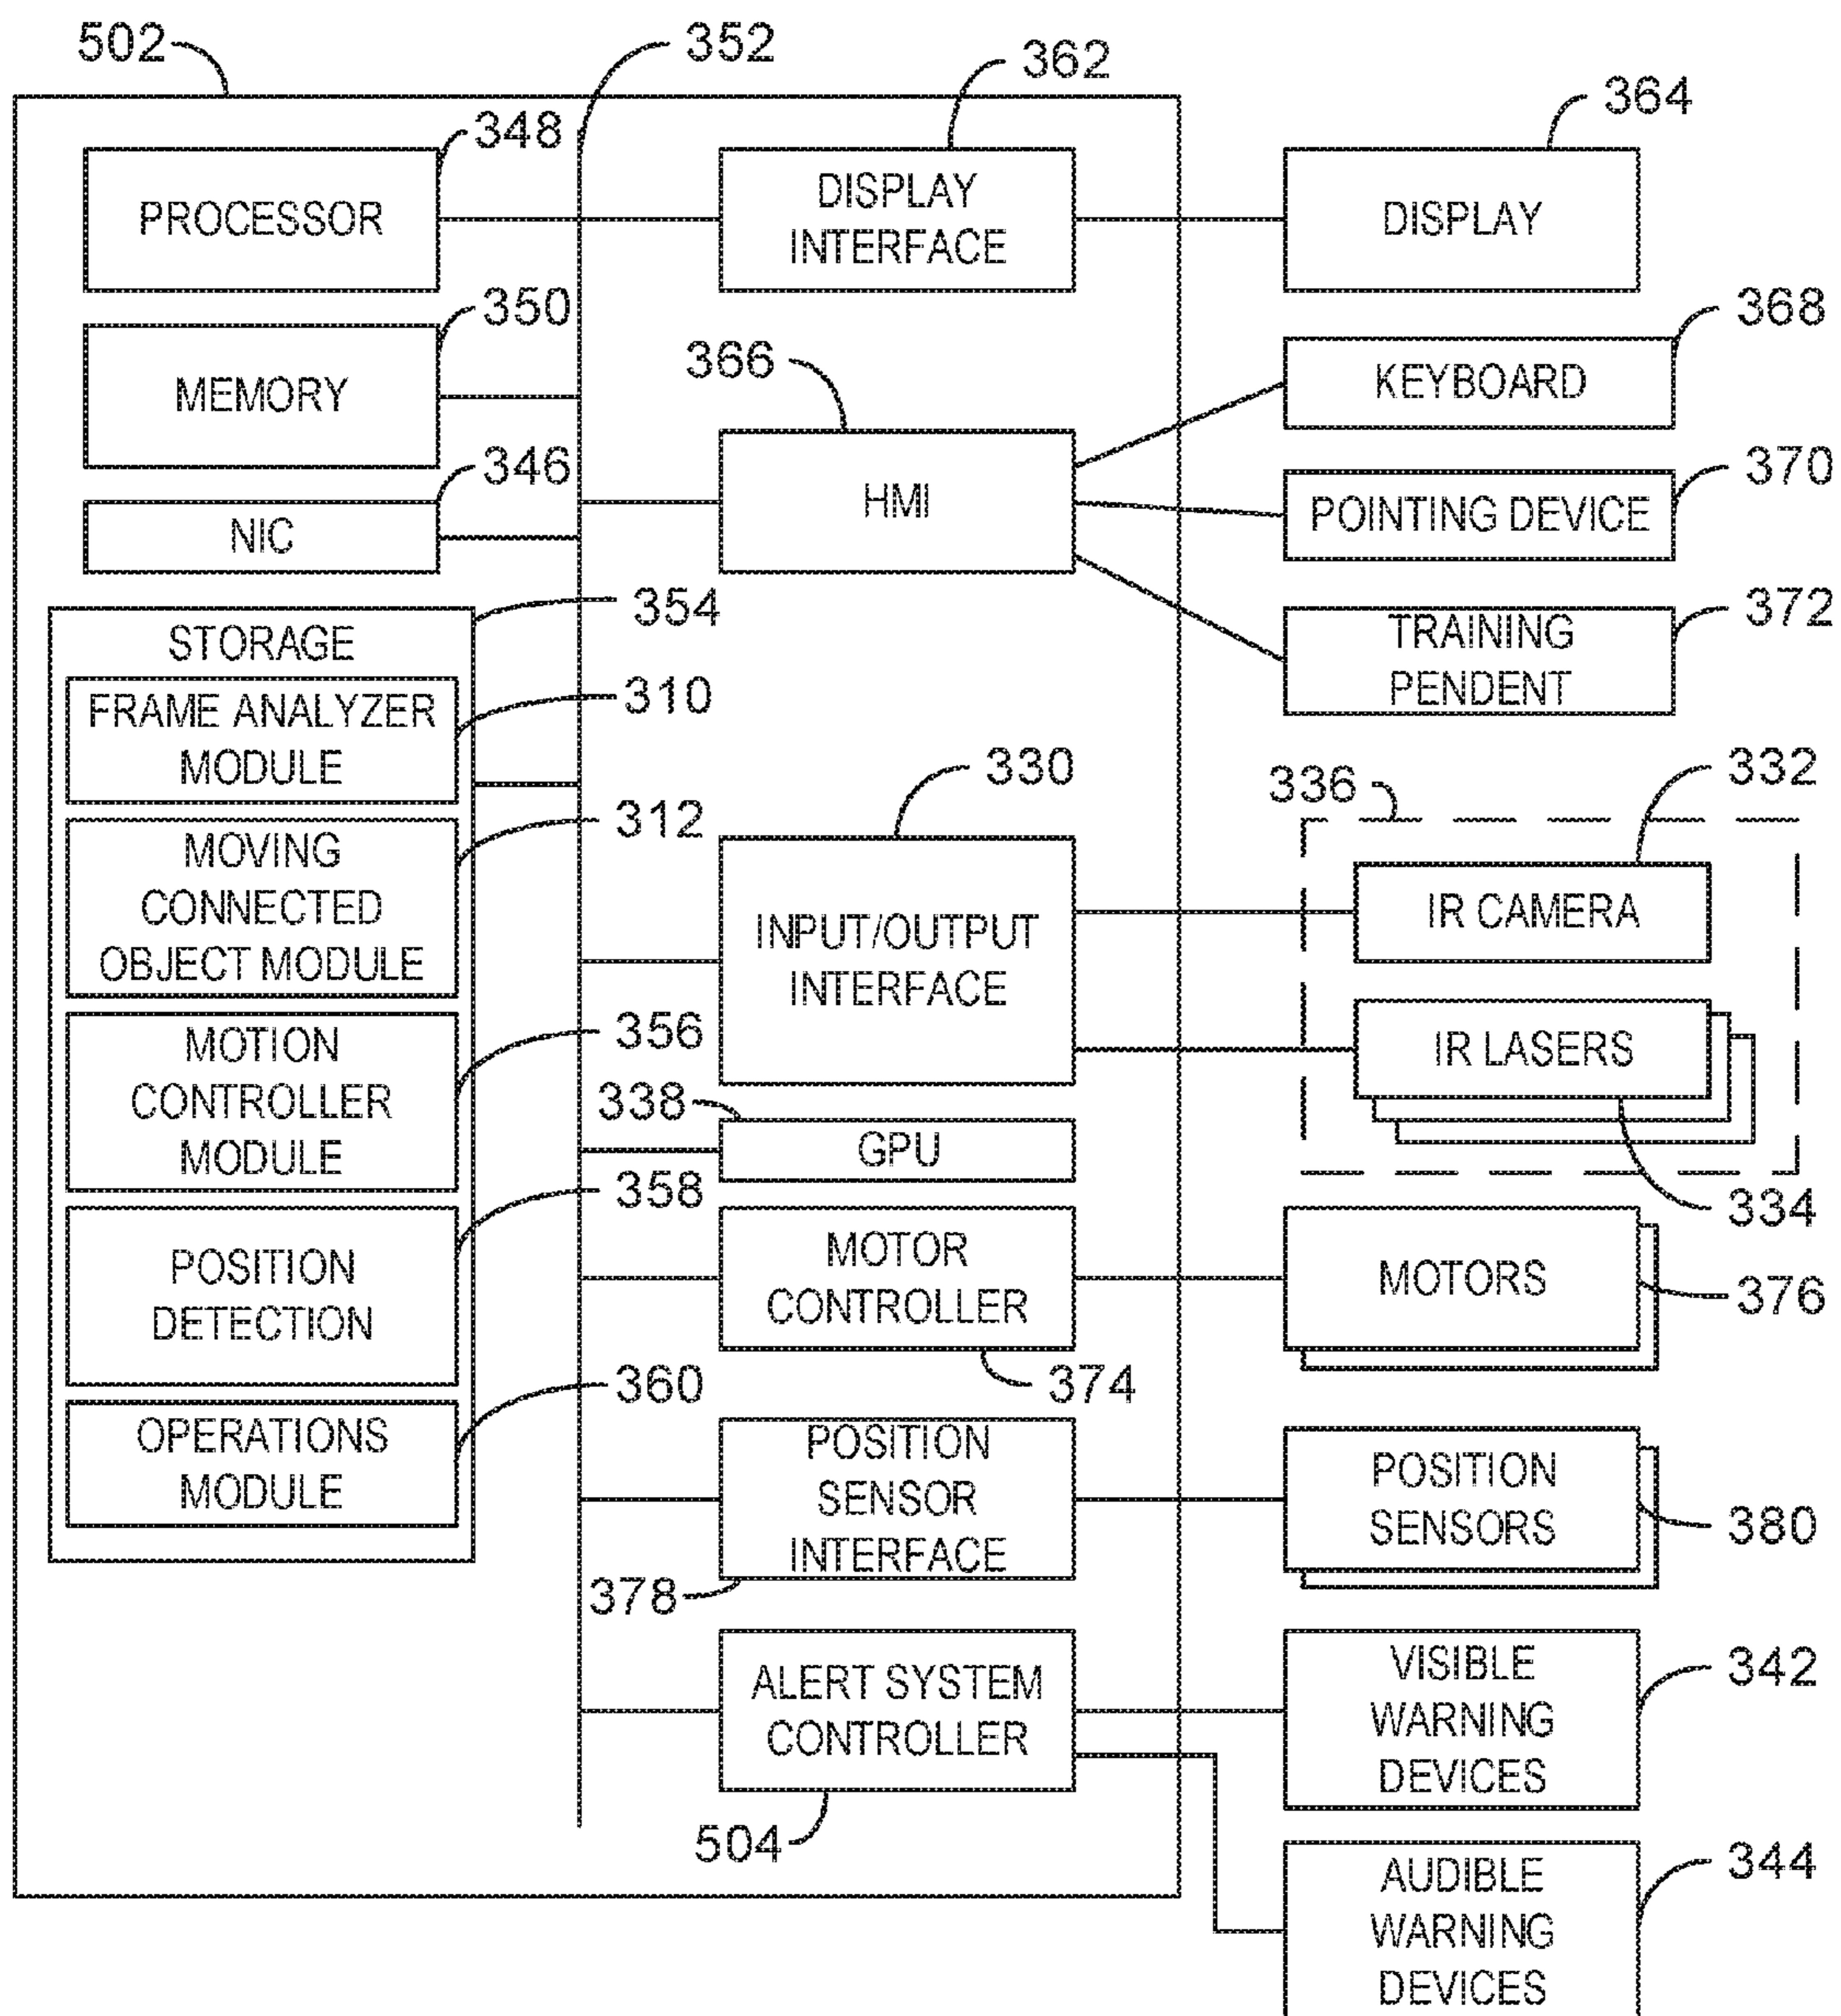 502
352
362
364
348
PROCESSOR
DISPLAY
INTERFACE
DISPLAY
350
MEMORY
366
368
KEYBOARD
346
NIC
HMI
370
POINTING DEVICE
354
STORAGE
372
TRAINING
PENDENT
310
FRAME ANALYZER
MODULE
330
336
332
312
MOVING
CONNECTED
OBJECT MODULE
INPUT/OUTPUT
INTERFACE
IR CAMERA
IR LASERS
356
MOTION
CONTROLLER
MODULE
338
GPU
334
358
POSITION
DETECTION
MOTOR
CONTROLLER
MOTORS
376
374
360
OPERATIONS
MODULE
POSITION
SENSOR
INTERFACE
POSITION
SENSORS
380
378
ALERT SYSTEM
CONTROLLER
VISIBLE
WARNING
DEVICES
342
504
AUDIBLE
WARNING
DEVICES
344